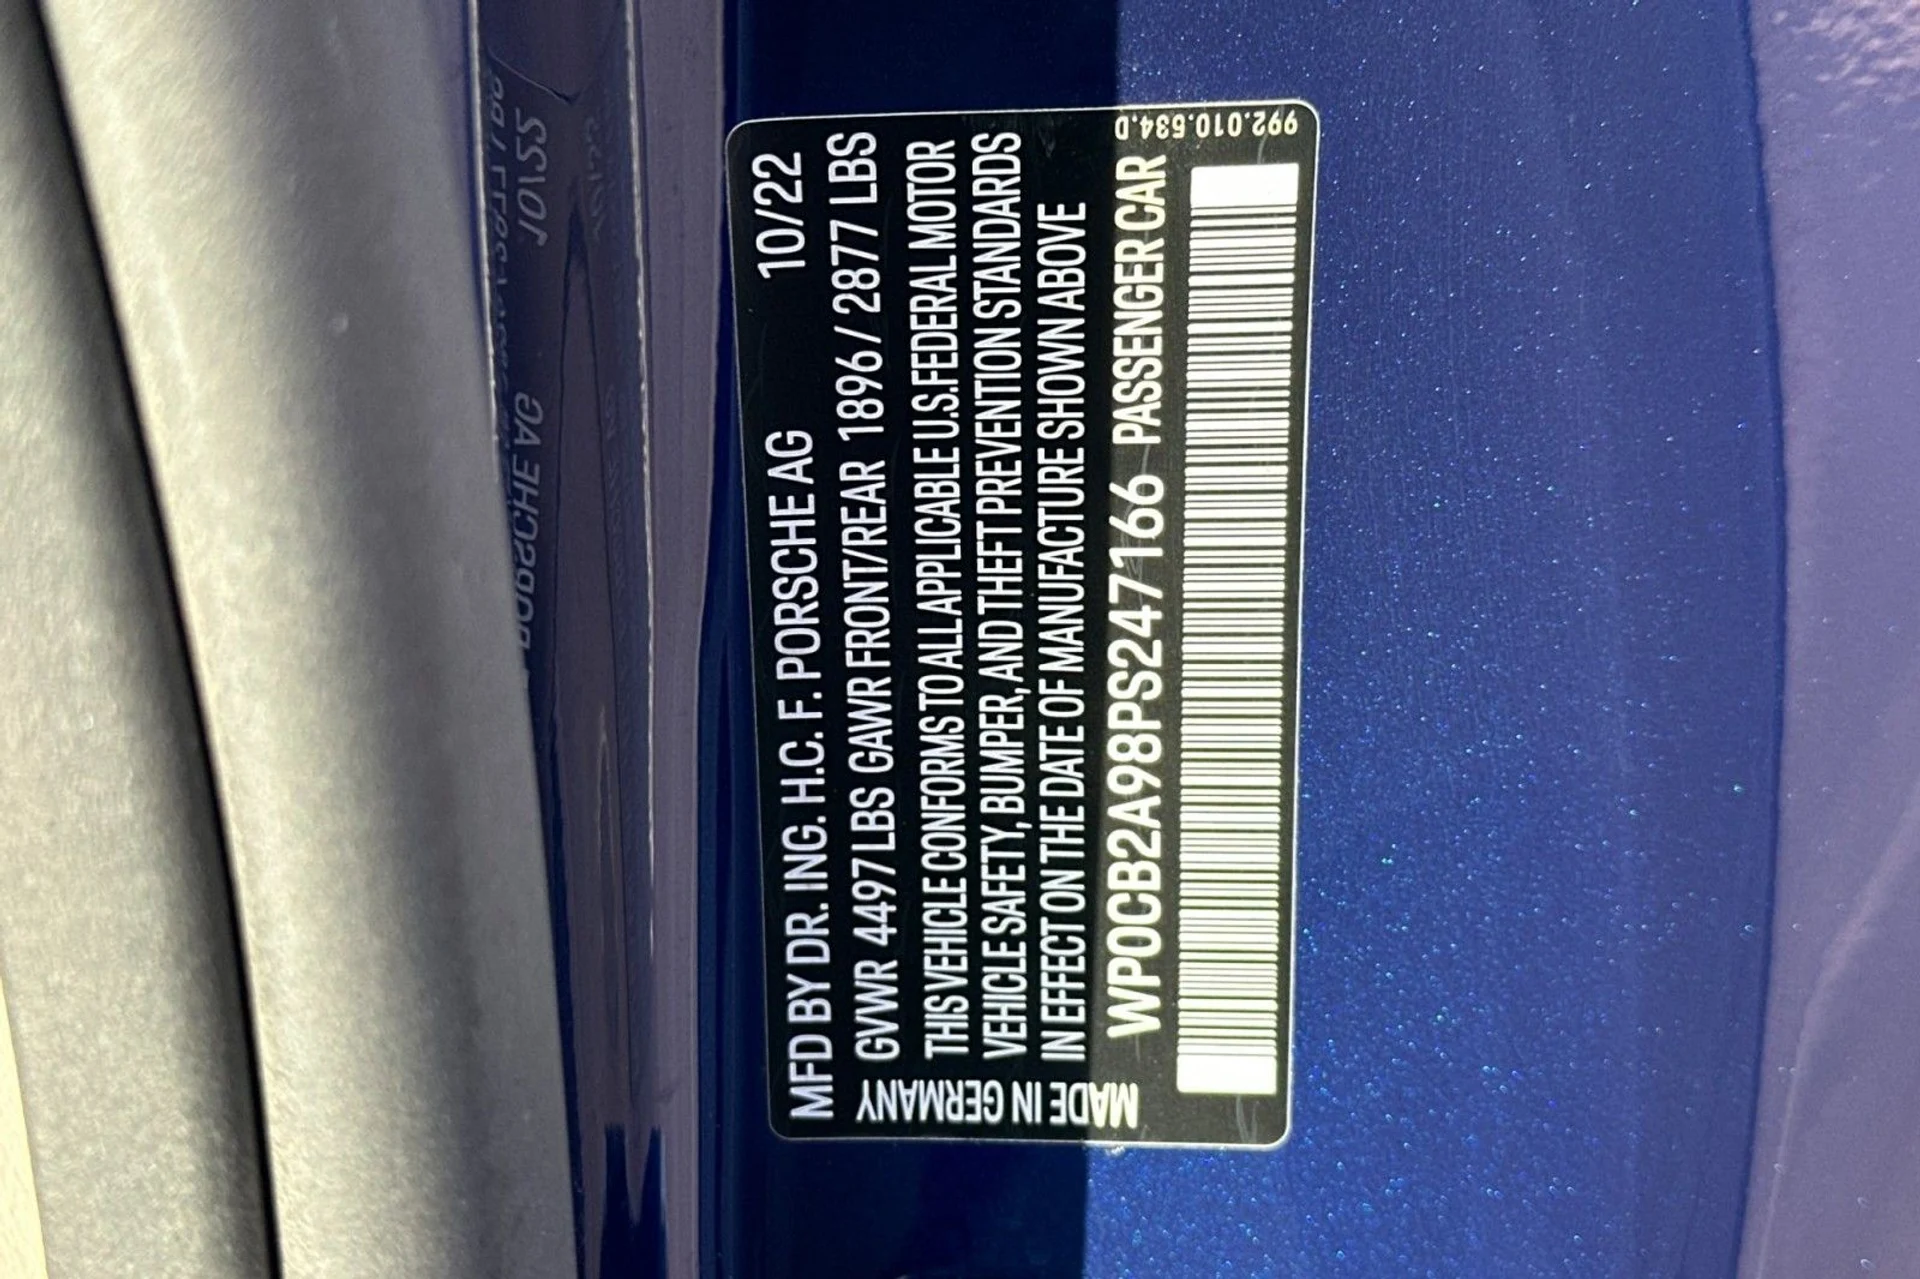 MFD BY DR. ING. H.C. F. PORSCHE AG 10/22
GVWR 4497 LBS GAWR FRONT/REAR 1896 / 2877 LBS
THIS VEHICLE CONFORMS TO ALL APPLICABLE U.S. FEDERAL MOTOR
VEHICLE SAFETY, BUMPER, AND THEFT PREVENTION STANDARDS
IN EFFECT ON THE DATE OF MANUFACTURE SHOWN ABOVE
WP0CB2A98PS247166 PASSENGER CAR
MADE IN GERMANY
992.010.534.D